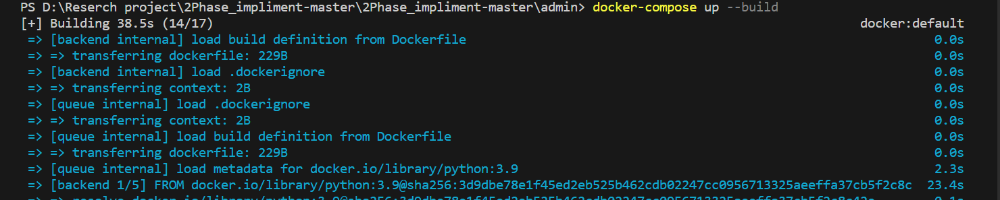 PS D:\Reserch project\2Phase_impliment-master\2Phase_impliment-master\admin> docker-compose up --build
[+] Building 38.5s (14/17) docker:default
=> [backend internal] load build definition from Dockerfile 0.0s
=> => transferring dockerfile: 229B 0.0s
=> [backend internal] load .dockerignore 0.0s
=> => transferring context: 2B 0.0s
=> [queue internal] load .dockerignore 0.0s
=> => transferring context: 2B 0.0s
=> [queue internal] load build definition from Dockerfile 0.0s
=> => transferring dockerfile: 229B 0.0s
=> [queue internal] load metadata for docker.io/library/python:3.9 2.3s
=> [backend 1/5] FROM docker.io/library/python:3.9@sha256:3d9dbe78e1f45ed2eb525b462cdb02247cc0956713325aeeffa37cb5f2c8c 23.4s